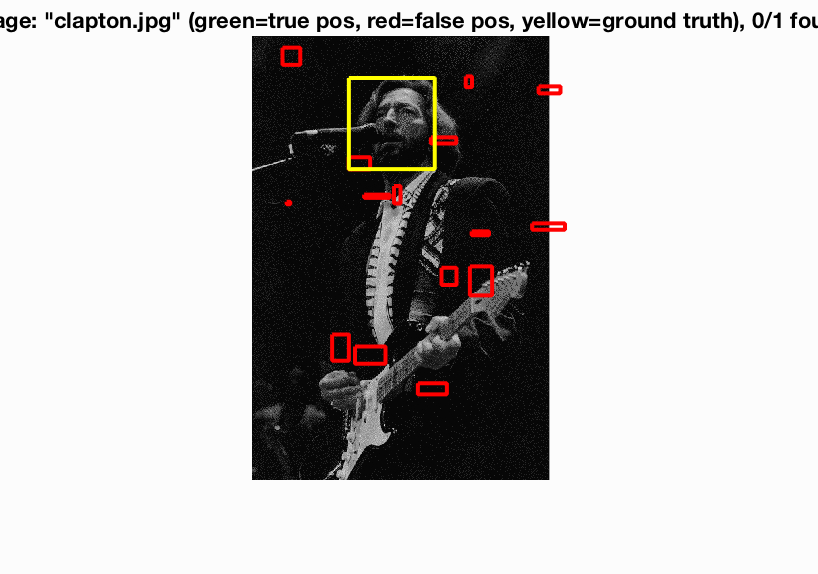 age: "clapton.jpg" (green=true pos, red=false pos, yellow=ground truth), 0/1 fou